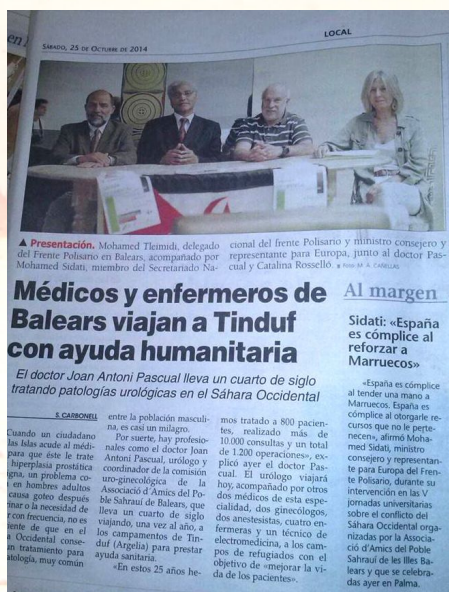 LOCAL
SÁBADO, 25 DE OCTUBRE DE 2014
▲ Presentación. Mohamed Tleimidi, delegado
del Frente Polisario en Balears, acompañado por
Mohamed Sidati, miembro del Secretariado Na-
cional del frente Polisario y ministro consejero y
representante para Europa, junto al doctor Pas-
cual y Catalina Rosselló.
Médicos y enfermeros de
Balears viajan a Tinduf
con ayuda humanitaria
El doctor Joan Antoni Pascual lleva un cuarto de siglo
tratando patologías urológicas en el Sáhara Occidental
S. CARBONELL
Cuando un ciudadano
las Islas acude al médi-
para que éste le trate
hiperplasia prostática
un problema co-
en hombres adultos
causa goteo después
inar o la necesidad de
con frecuencia, no es
iente de que en el
Occidental conse-
un tratamiento para
atología, muy común
entre la población masculi-
na, es casi un milagro.
Por suerte, hay profesio-
nales como el doctor Joan
Antoni Pascual, urólogo y
coordinador de la comisión
uro-ginecológica de la
Associació d'Amics del Po-
ble Sahrauí de Balears, que
lleva un cuarto de siglo
viajando, una vez al año, a
los campamentos de Tin-
duf (Argelia) para prestar
ayuda sanitaria.
«En estos 25 años he-
mos tratado a 800 pacien-
tes, realizado más de
10.000 consultas y un total
de 1.200 operaciones», ex-
plicó ayer el doctor Pas-
cual. El urólogo viajará
hoy, acompañado por otros
dos médicos de esta espe-
cialidad, dos ginecólogos,
dos anestesistas, cuatro en-
fermeras y un técnico de
electromedicina, a los cam-
pos de refugiados con el
objetivo de «mejorar la vi-
da de los pacientes».
Al margen
Sidati: «España
es cómplice al
reforzar a
Marruecos»
«España es cómplice
al tender una mano a
Marruecos. España es
cómplice al otorgarle re-
cursos que no le perte-
necen», afirmó Moha-
med Sidati, ministro
consejero y represen-
tante para Europa del Fren-
te Polisario, durante su
intervención en las V
jornadas universitarias
sobre el conflicto del
Sáhara Occidental orga-
nizadas por la Associa-
ció d'Amics del Poble
Sahrauí de les Illes Ba-
lears y que se celebra-
das ayer en Palma.